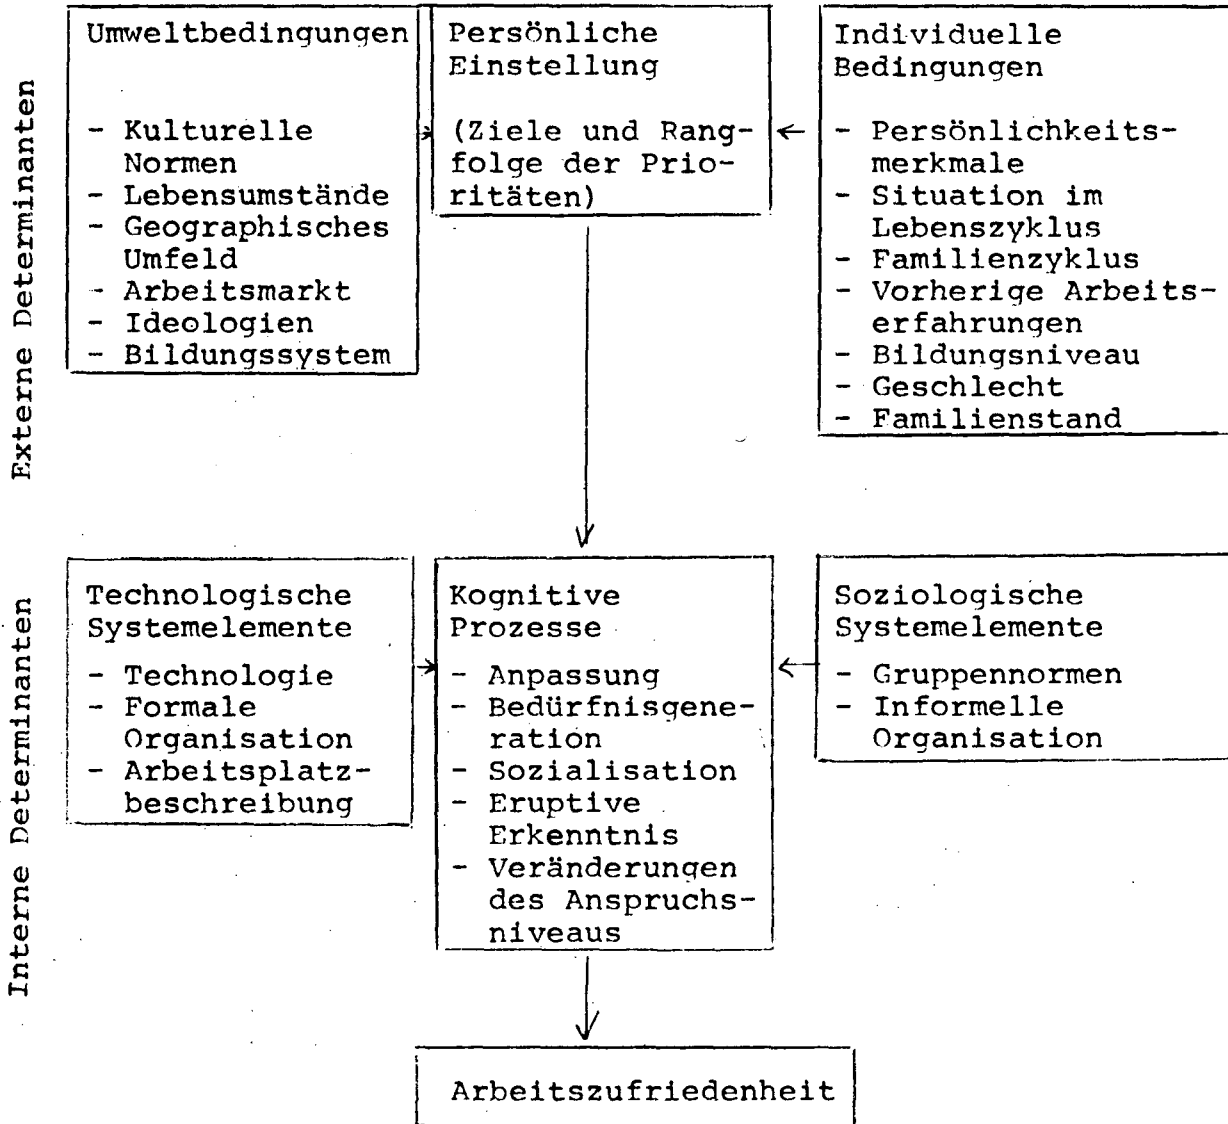 Externe Determinanten
Umweltbedingungen
- Kulturelle
Normen
- Lebensumstände
- Geographisches
Umfeld
- Arbeitsmarkt
- Ideologien
- Bildungssystem
Persönliche
Einstellung
(Ziele und Rang-
folge der Prio-
ritäten)
Individuelle
Bedingungen
- Persönlichkeits-
merkmale
- Situation im
Lebenszyklus
- Familienzyklus
- Vorherige Arbeits-
erfahrungen
- Bildungsniveau
- Geschlecht
- Familienstand
Interne Determinanten
Technologische
Systemelemente
- Technologie
- Formale
Organisation
- Arbeitsplatz-
beschreibung
Kognitive
Prozesse
- Anpassung
- Bedürfnisgene-
ration
- Sozialisation
- Eruptive
Erkenntnis
- Veränderungen
des Anspruchs-
niveaus
Soziologische
Systemelemente
- Gruppennormen
- Informelle
Organisation
Arbeitszufriedenheit